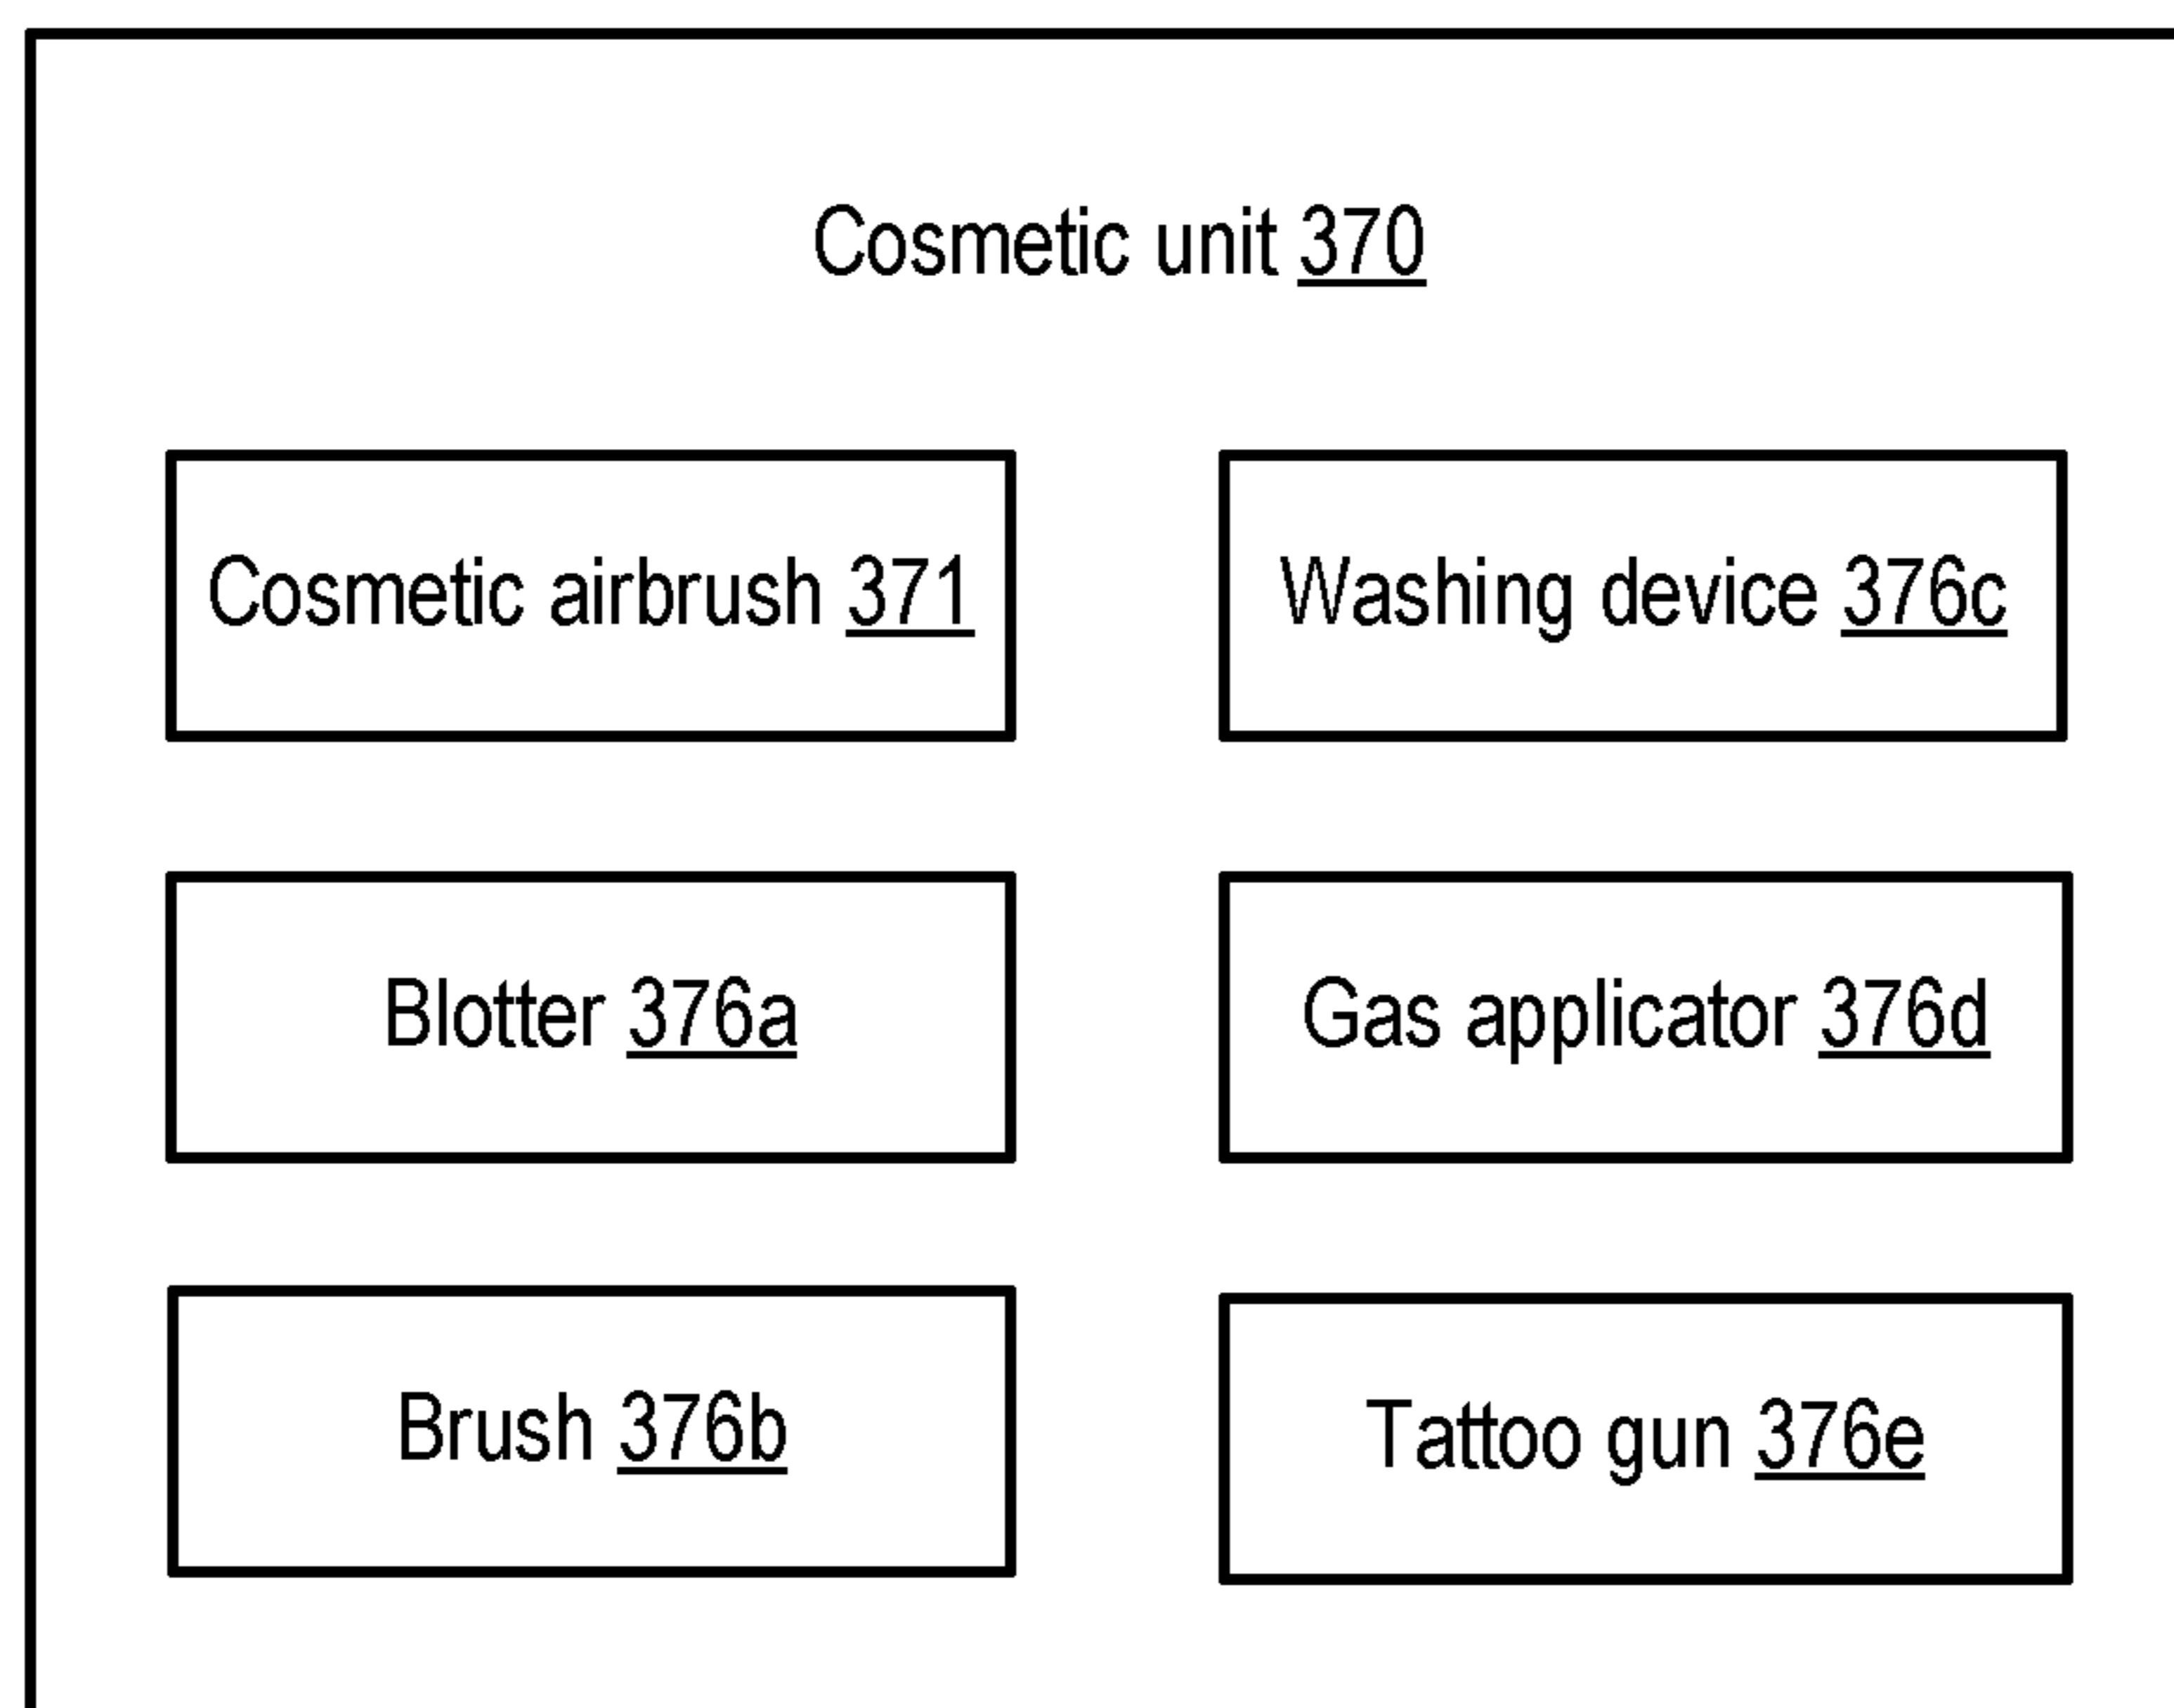 Cosmetic unit 370
Cosmetic airbrush 371
Washing device 376c
Blotter 376a
Gas applicator 376d
Brush 376b
Tattoo gun 376e